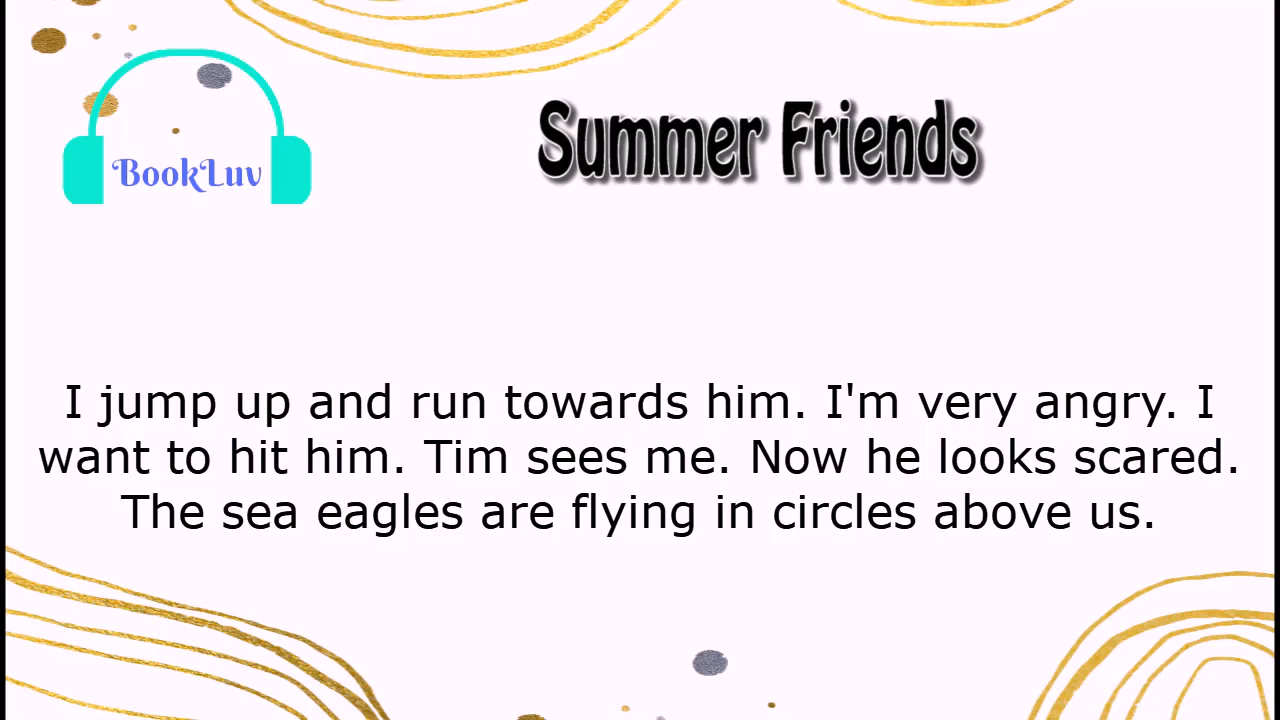 Summer Friends
BookLuv
I jump up and run towards him. I'm very angry. I
want to hit him. Tim sees me. Now he looks scared.
The sea eagles are flying in circles above us.